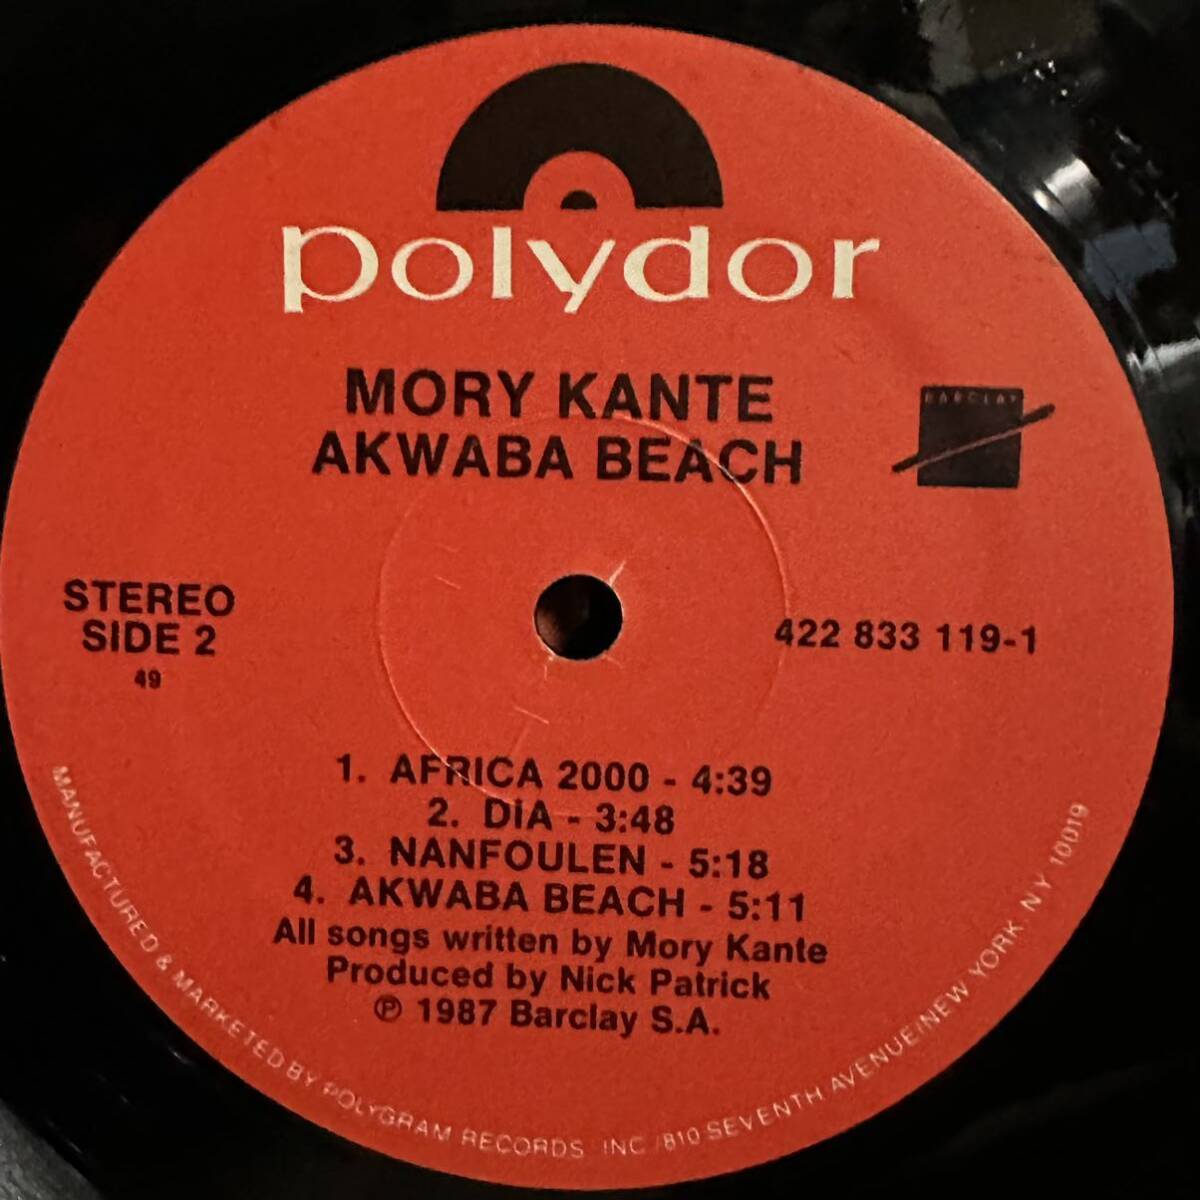 polydor
MORY KANTE
AKWABA BEACH
BARCLAY
STEREO
SIDE 2
49
422 833 119-1
1. AFRICA 2000 - 4:39
2. DIA - 3:48
3. NANFOULEN - 5:18
4. AKWABA BEACH - 5:11
All songs written by Mory Kante
Produced by Nick Patrick
℗ 1987 Barclay S.A.
MANUFACTURED & MARKETED BY POLYGRAM RECORDS, INC./810 SEVENTH AVENUE/NEW YORK, NY 10019